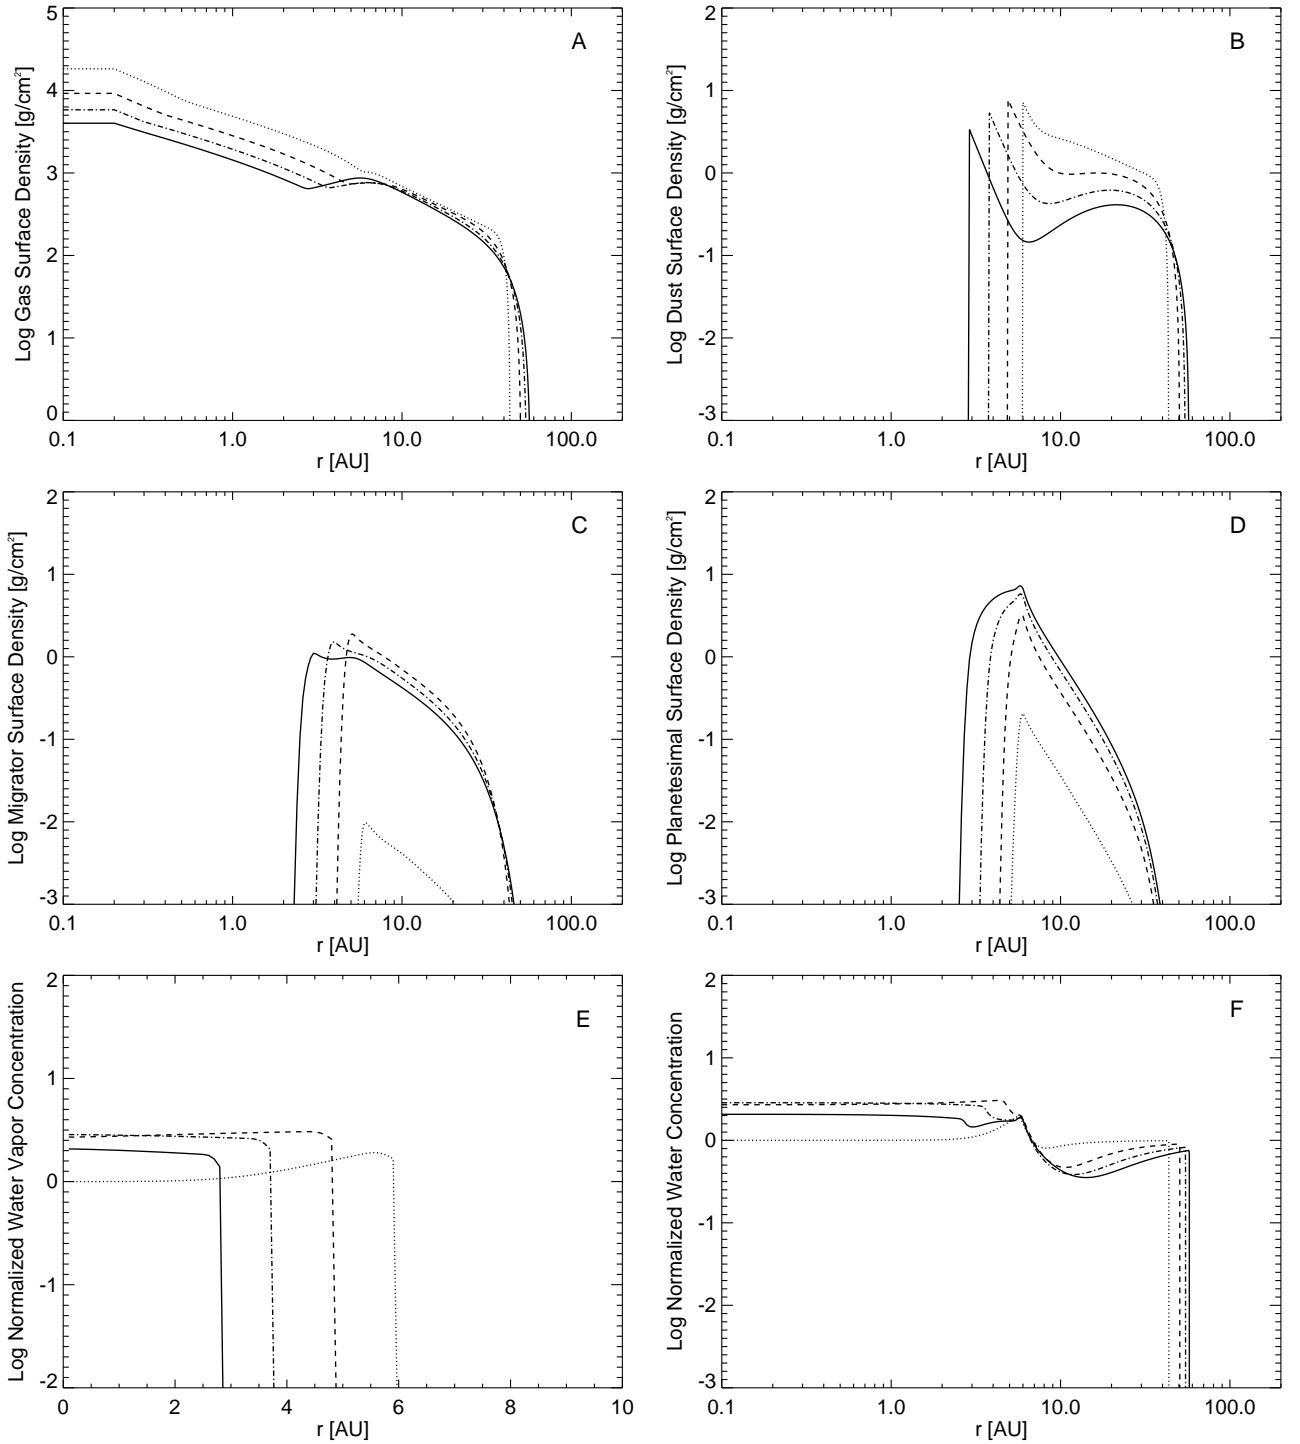 A
Log Gas Surface Density [g/cm²]
5
4
3
2
1
0
0.1 1.0 10.0 100.0
r [AU]
B
Log Dust Surface Density [g/cm²]
2
1
0
-1
-2
-3
0.1 1.0 10.0 100.0
r [AU]
C
Log Migrator Surface Density [g/cm²]
2
1
0
-1
-2
-3
0.1 1.0 10.0 100.0
r [AU]
D
Log Planetesimal Surface Density [g/cm²]
2
1
0
-1
-2
-3
0.1 1.0 10.0 100.0
r [AU]
E
Log Normalized Water Vapor Concentration
2
1
0
-1
-2
0 2 4 6 8 10
r [AU]
F
Log Normalized Water Concentration
2
1
0
-1
-2
-3
0.1 1.0 10.0 100.0
r [AU]